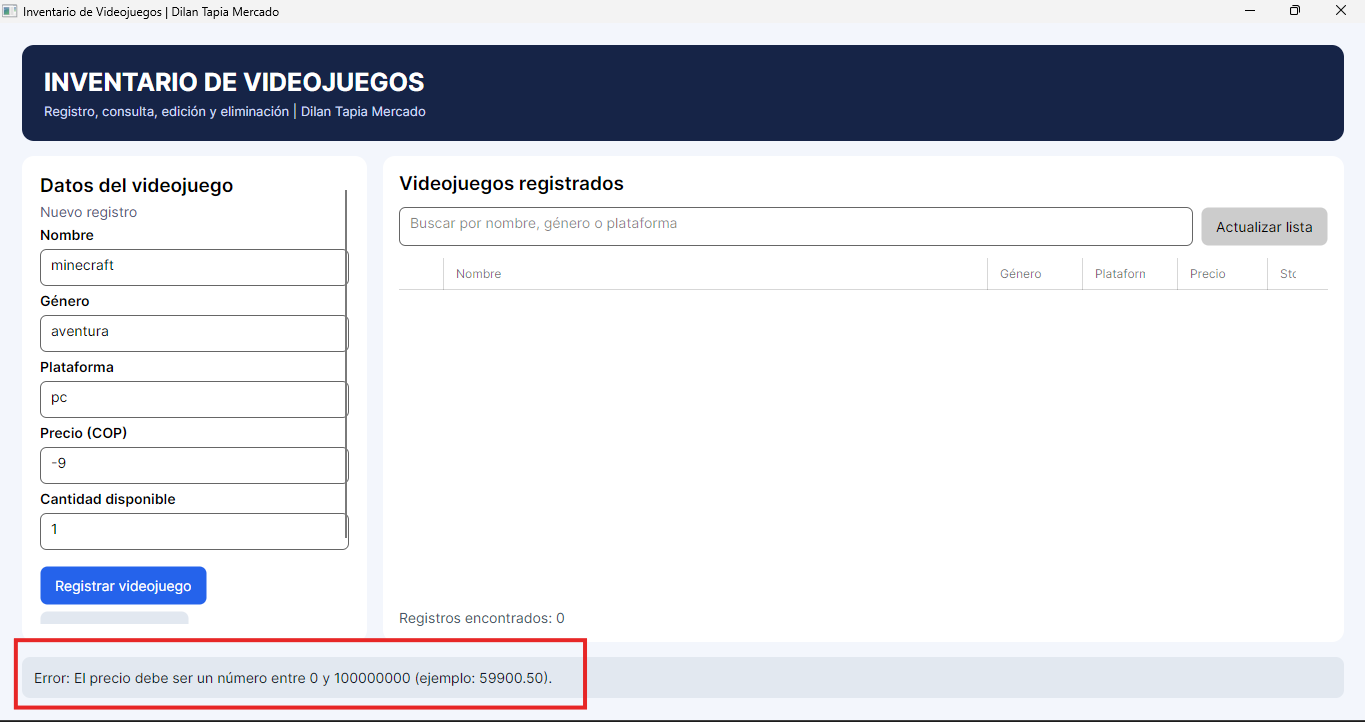 Inventario de Videojuegos | Dilan Tapia Mercado
INVENTARIO DE VIDEOJUEGOS
Registro, consulta, edición y eliminación | Dilan Tapia Mercado
Datos del videojuego
Nuevo registro
Nombre
minecraft
Género
aventura
Plataforma
pc
Precio (COP)
-9
Cantidad disponible
1
Registrar videojuego
Videojuegos registrados
Buscar por nombre, género o plataforma
Actualizar lista
Nombre Género Plataforn Precio Stc
Registros encontrados: 0
Error: El precio debe ser un número entre 0 y 100000000 (ejemplo: 59900.50).